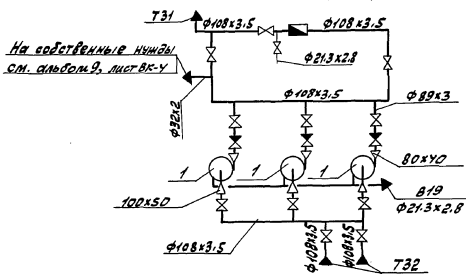 Т31
ф108х3,5
ф108х3,5
На собственные нужды
см. альбом 9, лист ВК-4
ф21.3х2.8
ф108х3,5
ф89х3
ф32х2
80х40
1
1
1
100х50
В19
ф21.3х2.8
ф108х3,5
ф108х3,5
ф108х3,5
Т32